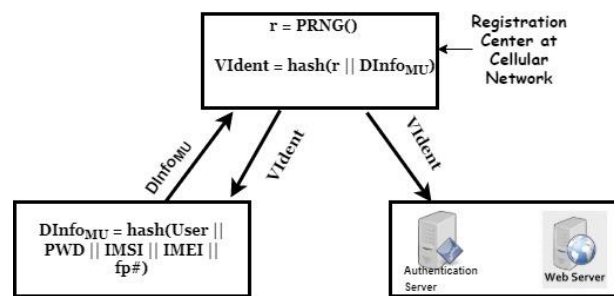 r = PRNG()
VIdent = hash(r || DInfoMU)
Registration
Center at
Cellular
Network
DInfoMU
VIdent
VIdent
DInfoMU = hash(User ||
PWD || IMSI || IMEI ||
fp#)
Authentication
Server
Web Server